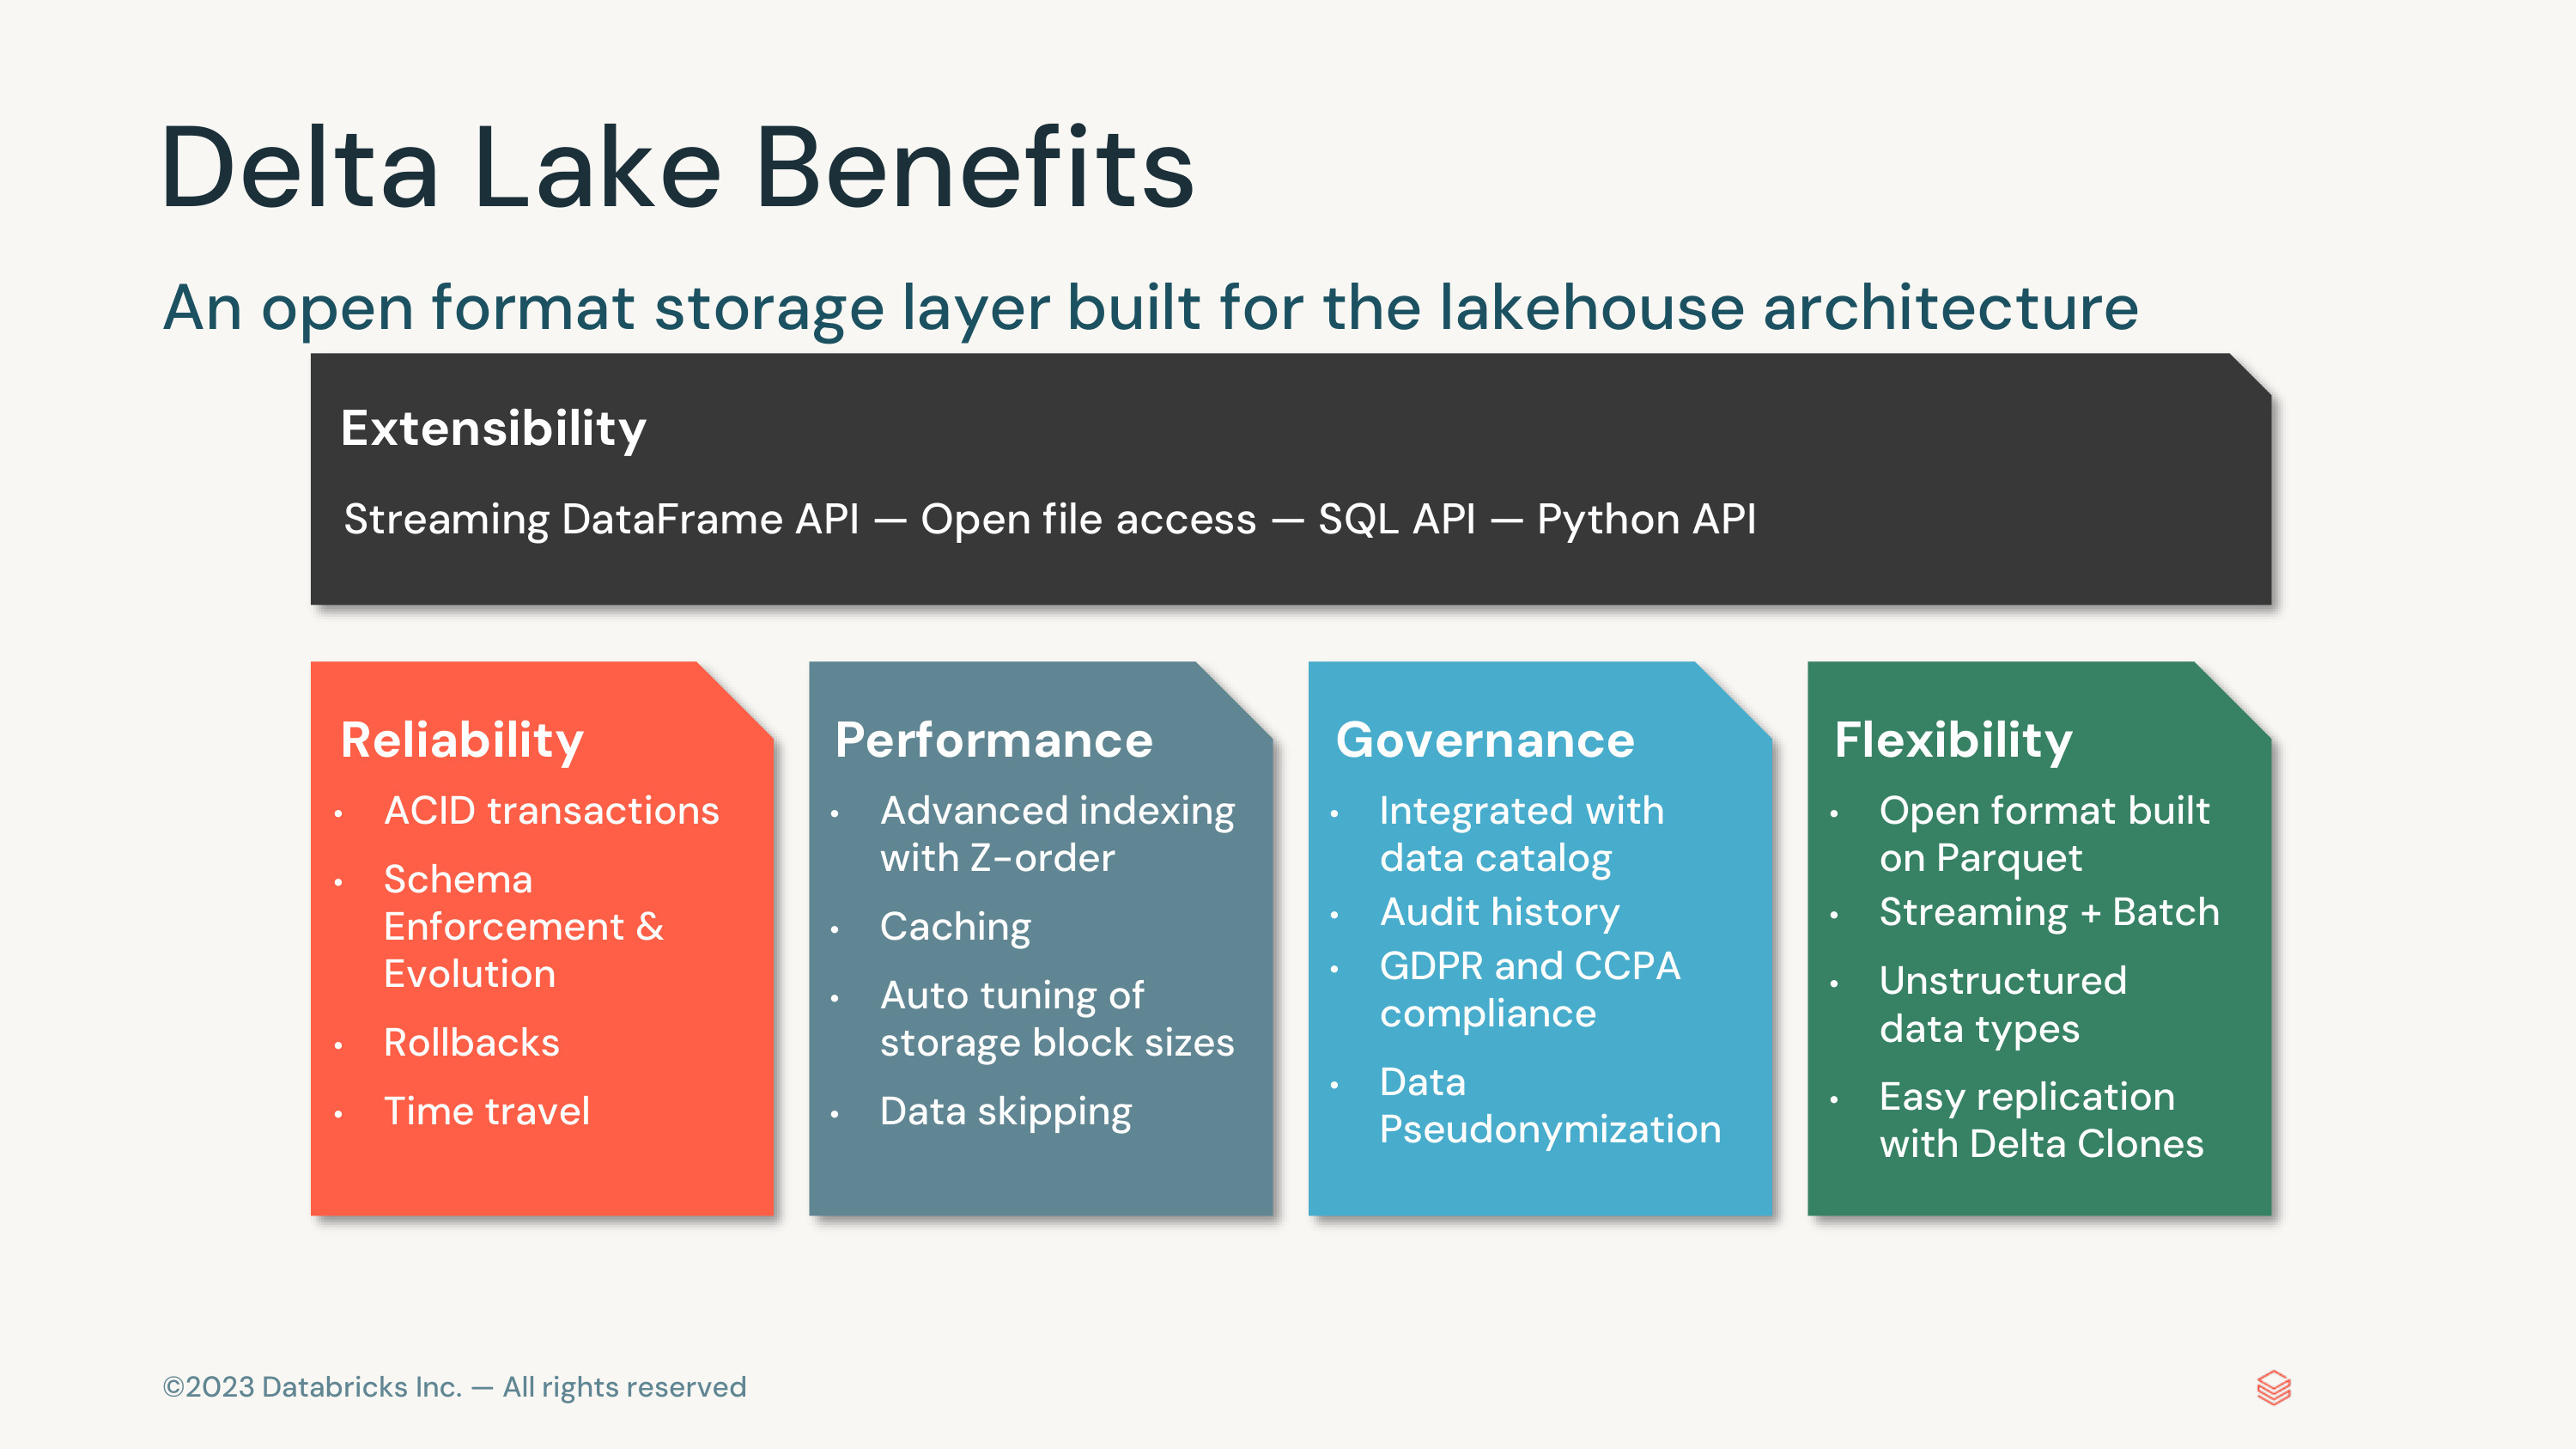 Delta Lake Benefits
An open format storage layer built for the lakehouse architecture
Extensibility
Streaming DataFrame API — Open file access — SQL API — Python API
Reliability
• ACID transactions
• Schema
Enforcement &
Evolution
• Rollbacks
• Time travel
Performance
• Advanced indexing
with Z-order
• Caching
• Auto tuning of
storage block sizes
• Data skipping
Governance
• Integrated with
data catalog
• Audit history
• GDPR and CCPA
compliance
• Data
Pseudonymization
Flexibility
• Open format built
on Parquet
• Streaming + Batch
• Unstructured
data types
• Easy replication
with Delta Clones
©2023 Databricks Inc. — All rights reserved